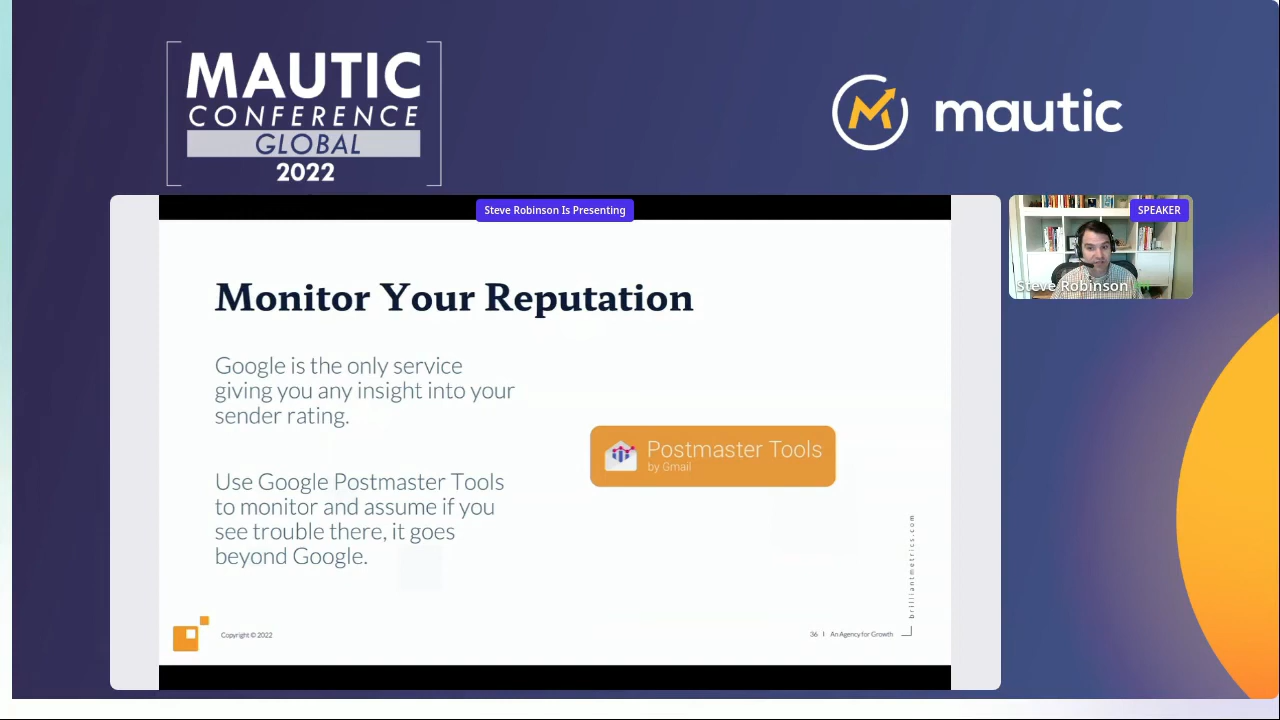 MAUTIC
CONFERENCE
GLOBAL
2022
mautic
Steve Robinson Is Presenting
SPEAKER
Steve Robinson
Monitor Your Reputation
Google is the only service
giving you any insight into your
sender rating.
Use Google Postmaster Tools
to monitor and assume if you
see trouble there, it goes
beyond Google.
Postmaster Tools
by Gmail
brilliantmetrics.com
Copyright © 2022
36 | An Agency for Growth